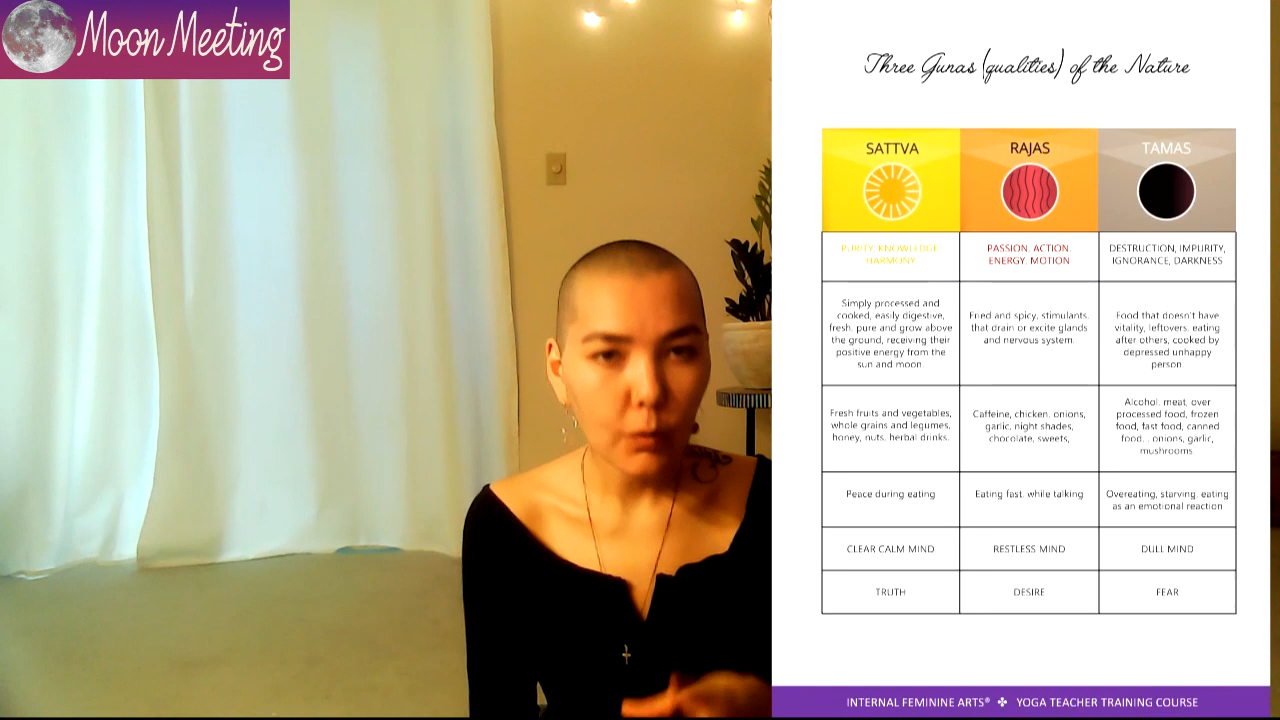 Moon Meeting
Three Gunas (qualities) of the Nature
SATTVA
RAJAS
TAMAS
PURITY, KNOWLEDGE
HARMONY
PASSION, ACTION,
ENERGY, MOTION
DESTRUCTION, IMPURITY,
IGNORANCE, DARKNESS
Simply processed and
cooked, easily digestive,
fresh, pure and grow above
the ground, receiving their
positive energy from the
sun and moon.
Fried and spicy, stimulants,
that drain or excite glands
and nervous system.
Food that doesn't have
vitality, leftovers, eating
after others, cooked by
depressed unhappy
person.
Fresh fruits and vegetables,
whole grains and legumes,
honey, nuts, herbal drinks.
Caffeine, chicken, onions,
garlic, night shades,
chocolate, sweets,
Alcohol, meat, over
processed food, frozen
food, fast food, canned
food, , onions, garlic,
mushrooms.
Peace during eating
Eating fast, while talking
Overeating, starving, eating
as an emotional reaction
CLEAR CALM MIND
RESTLESS MIND
DULL MIND
TRUTH
DESIRE
FEAR
INTERNAL FEMININE ARTS® ✤ YOGA TEACHER TRAINING COURSE